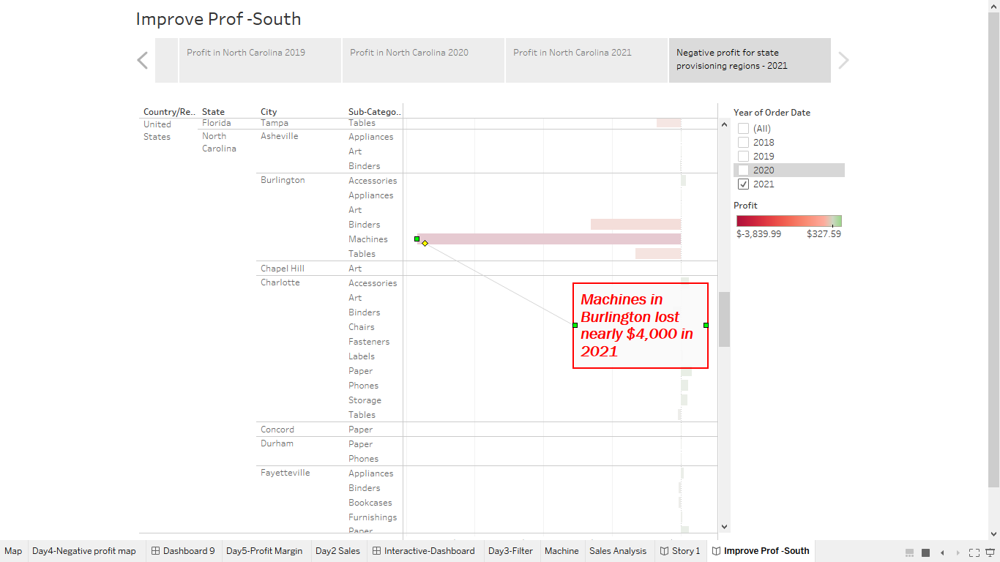 Improve Prof -South
Profit in North Carolina 2019
Profit in North Carolina 2020
Profit in North Carolina 2021
Negative profit for state
provisioning regions - 2021
Country/Re.. State City Sub-Catego..
United
States
Florida Tampa Tables
North
Carolina
Asheville Appliances
Art
Binders
Burlington Accessories
Appliances
Art
Binders
Machines
Tables
Chapel Hill Art
Charlotte Accessories
Art
Binders
Chairs
Fasteners
Labels
Paper
Phones
Storage
Tables
Concord Paper
Durham Paper
Phones
Fayetteville Appliances
Binders
Bookcases
Furnishings
Paper
Machines in
Burlington lost
nearly $4,000 in
2021
Year of Order Date
(All)
2018
2019
2020
2021
Profit
$-3,839.99 $327.59
Map Day4-Negative profit map Dashboard 9 Day5-Profit Margin Day2 Sales Interactive-Dashboard Day3-Filter Machine Sales Analysis Story 1 Improve Prof -South